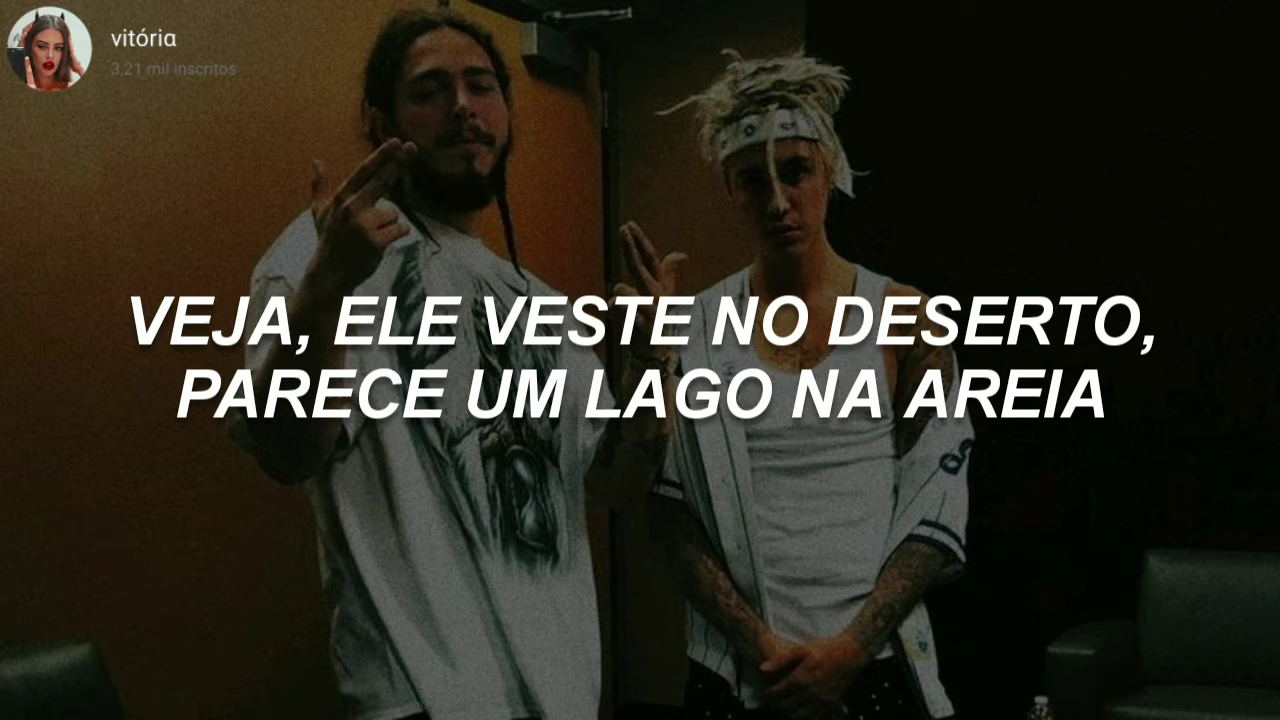 vitória
3.21 mil inscritos
VEJA, ELE VESTE NO DESERTO,
PARECE UM LAGO NA AREIA